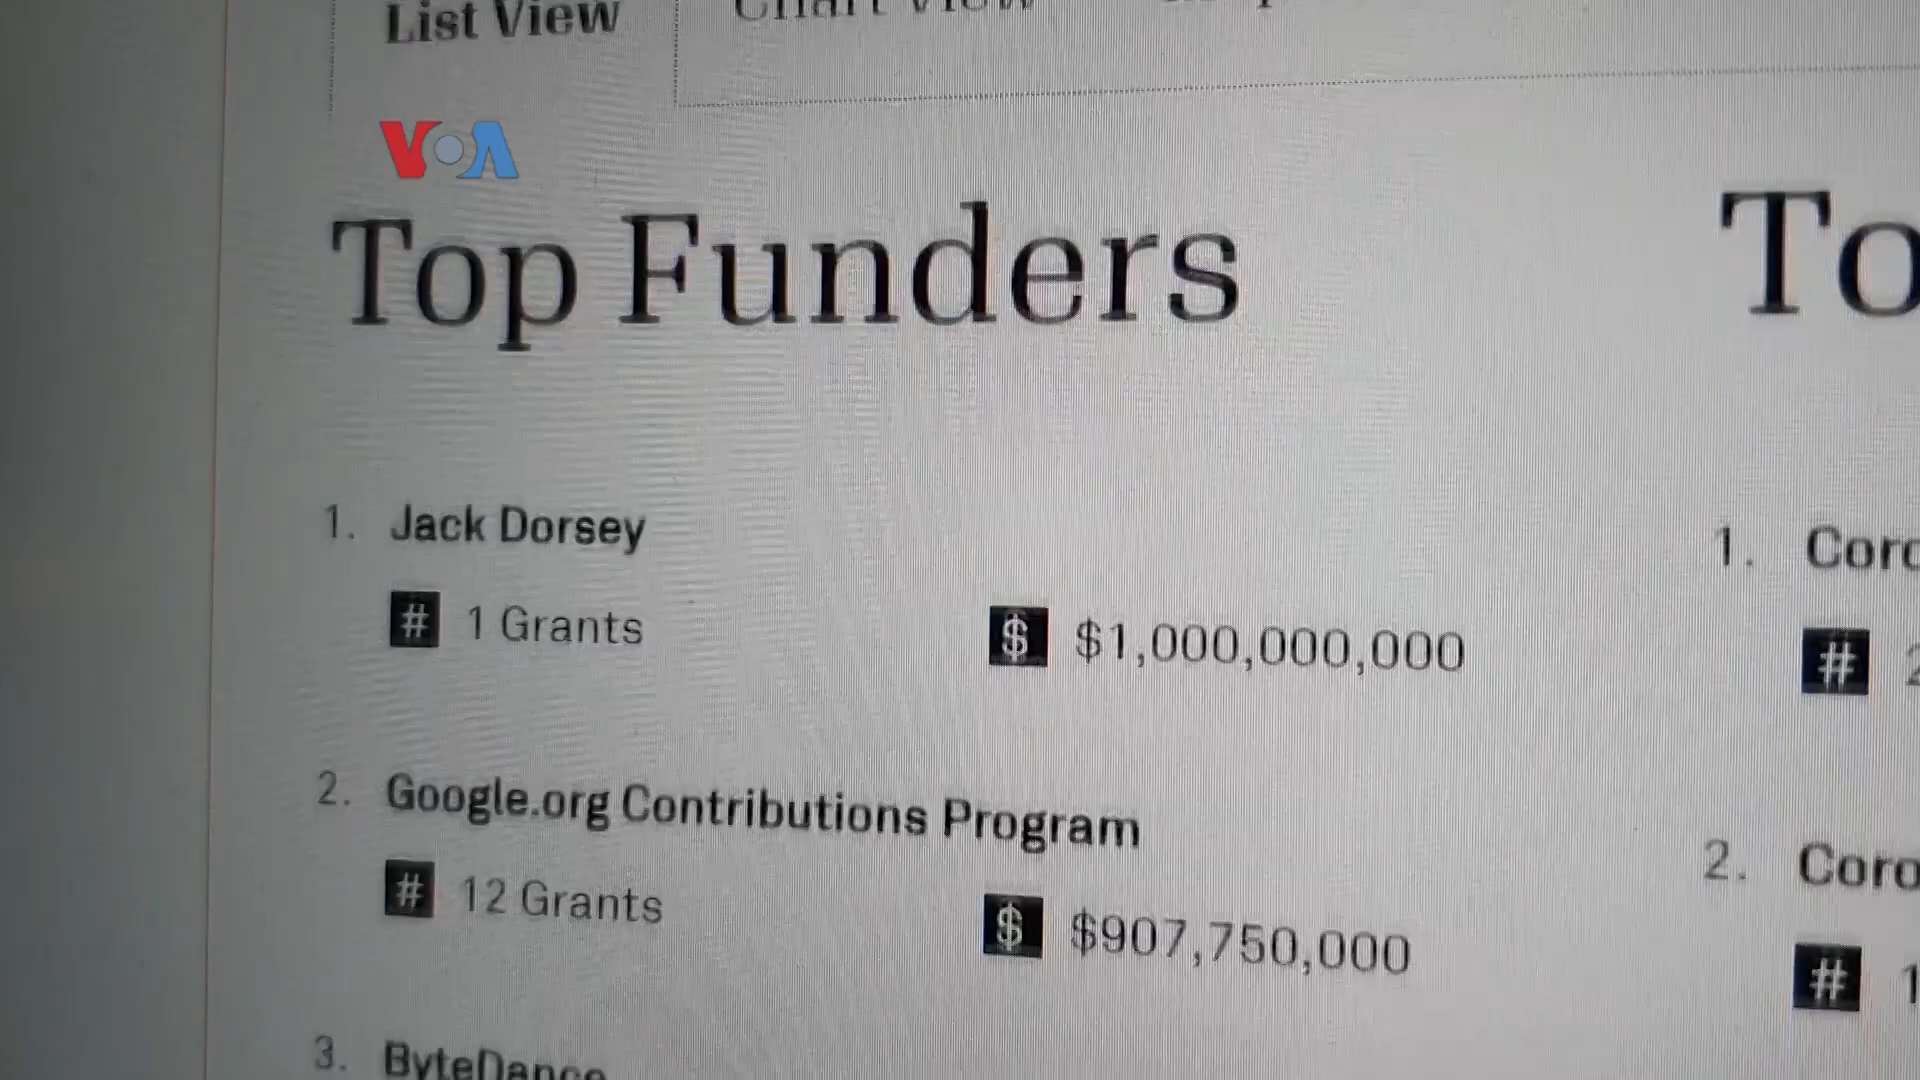 List View
VOA
Top Funders
1. Jack Dorsey
# 1 Grants
$ $1,000,000,000
2. Google.org Contributions Program
# 12 Grants
$ $907,750,000
3. ByteDance
1.
#
2.
#